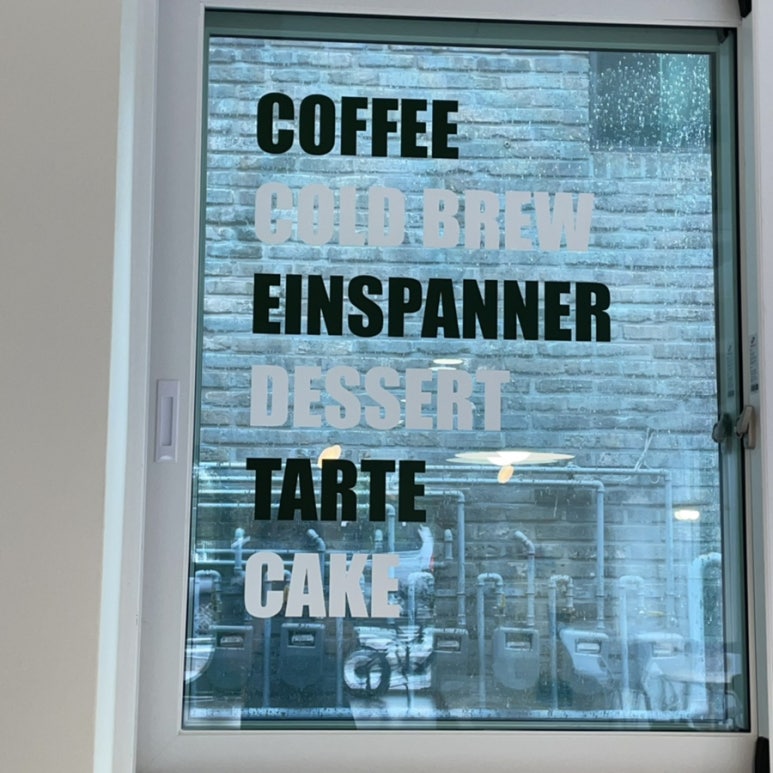 COFFEE
COLD BREW
EINSPANNER
DESSERT
TARTE
CAKE